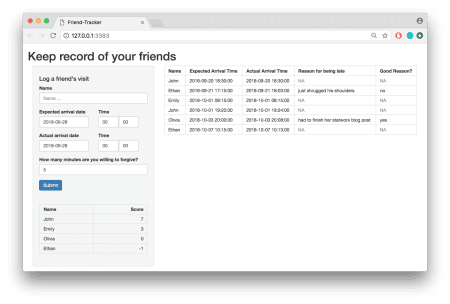 Friend-Tracker
127.0.0.1:3383
Keep record of your friends
Log a friend's visit
Name
Name...
Expected arrival date Time
2018-09-28 00 00
Actual arrival date Time
2018-09-28 00 00
How many minutes are you willing to forgive?
5
Submit
Name Score
John 7
Emily 3
Olivia 0
Ethan -1
Name Expected Arrival Time Actual Arrival Time Reason for being late Good Reason?
John 2018-09-20 18:30:00 2018-09-20 18:30:00 NA NA
Ethan 2018-09-21 17:15:00 2018-09-21 18:03:00 just shrugged his shoulders no
Emily 2018-10-01 08:15:00 2018-10-01 08:15:00 NA NA
John 2018-10-01 19:20:00 2018-10-01 19:24:00 NA NA
Olivia 2018-10-03 20:00:00 2018-10-03 20:08:00 had to finish her statworx blog post yes
Ethan 2018-10-07 10:15:00 2018-10-07 10:13:00 NA NA